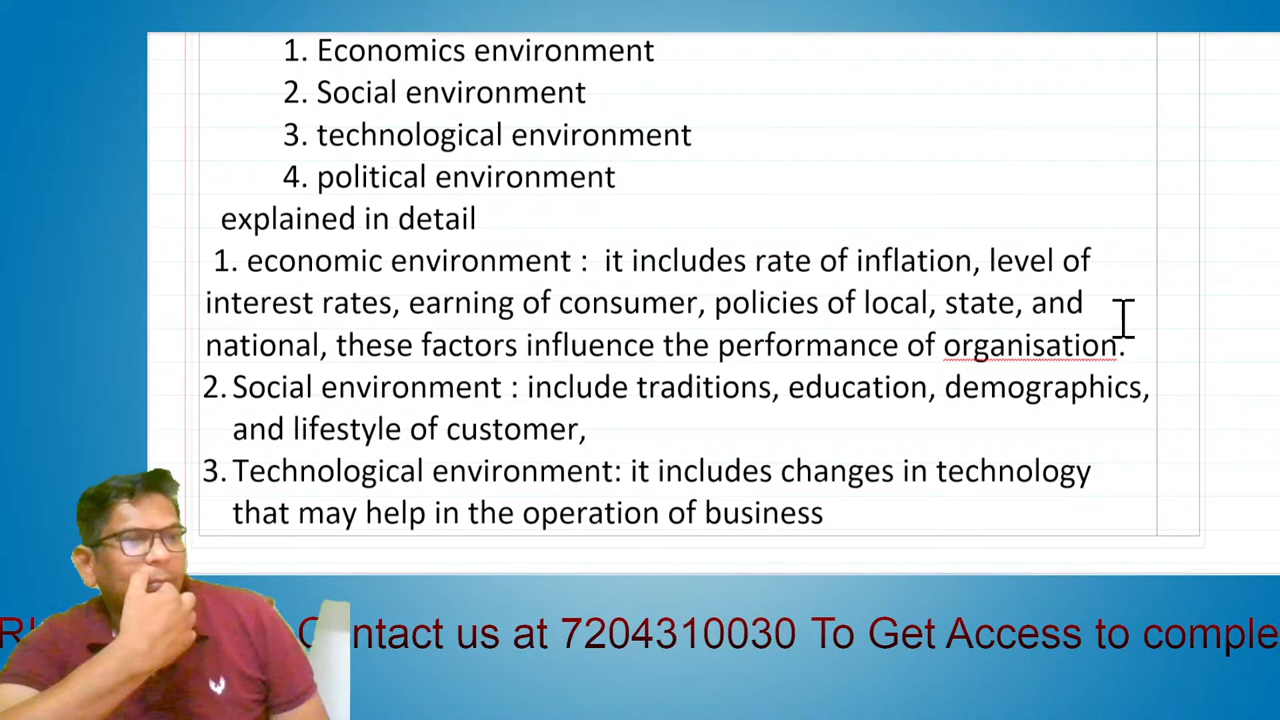 1. Economics environment
2. Social environment
3. technological environment
4. political environment
explained in detail
1. economic environment : it includes rate of inflation, level of
interest rates, earning of consumer, policies of local, state, and
national, these factors influence the performance of organisation.
2. Social environment : include traditions, education, demographics,
and lifestyle of customer,
3. Technological environment: it includes changes in technology
that may help in the operation of business
ntact us at 7204310030 To Get Access to comple